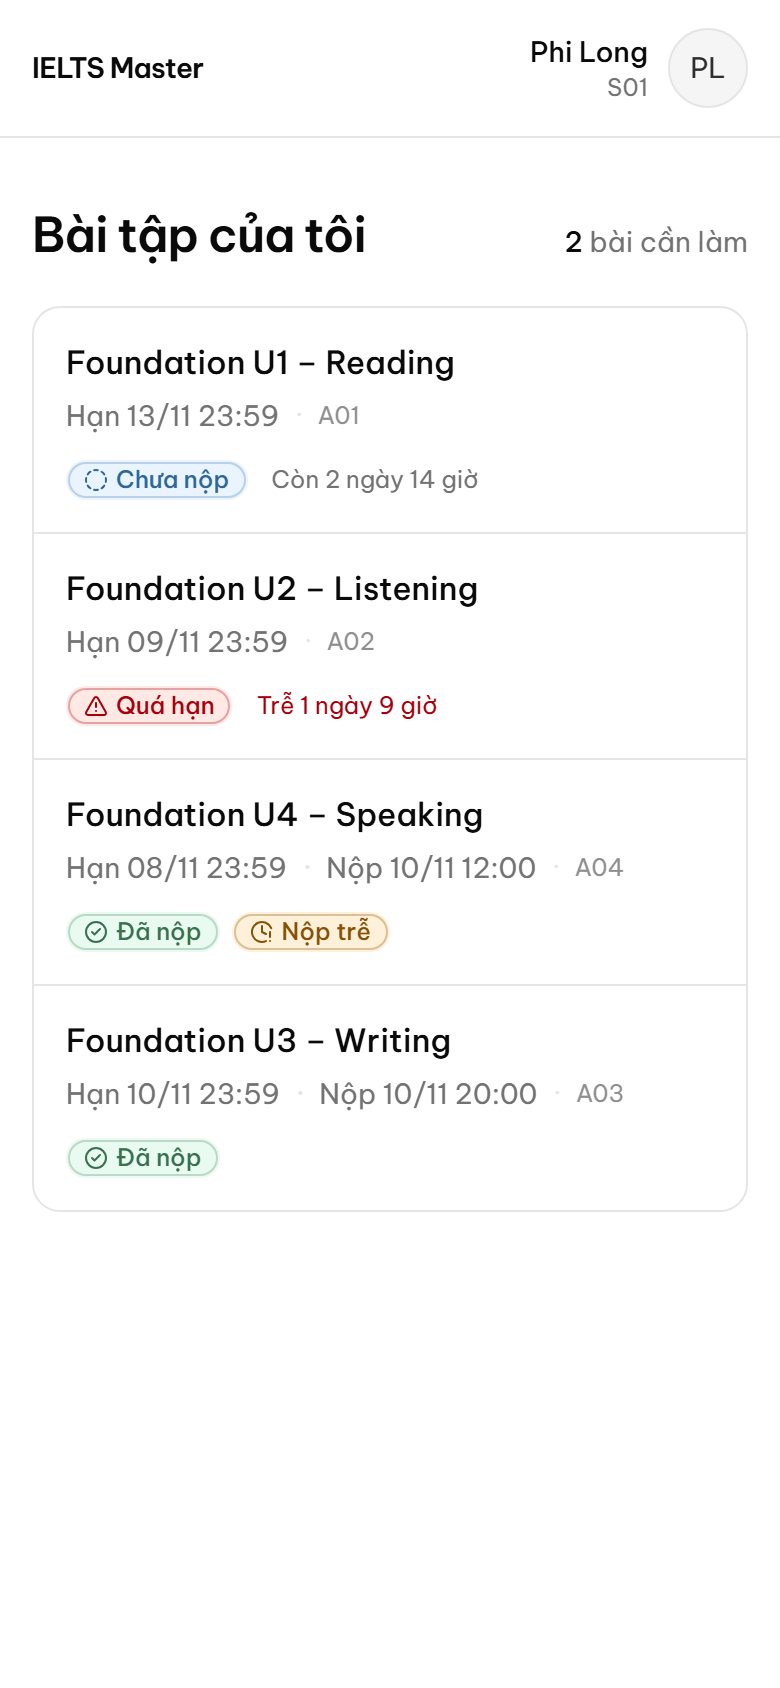 IELTS Master
Phi Long
S01
PL
Bài tập của tôi
2 bài cần làm
Foundation U1 – Reading
Hạn 13/11 23:59 · A01
Chưa nộp Còn 2 ngày 14 giờ
Foundation U2 – Listening
Hạn 09/11 23:59 · A02
Quá hạn Trễ 1 ngày 9 giờ
Foundation U4 – Speaking
Hạn 08/11 23:59 · Nộp 10/11 12:00 · A04
Đã nộp Nộp trễ
Foundation U3 – Writing
Hạn 10/11 23:59 · Nộp 10/11 20:00 · A03
Đã nộp